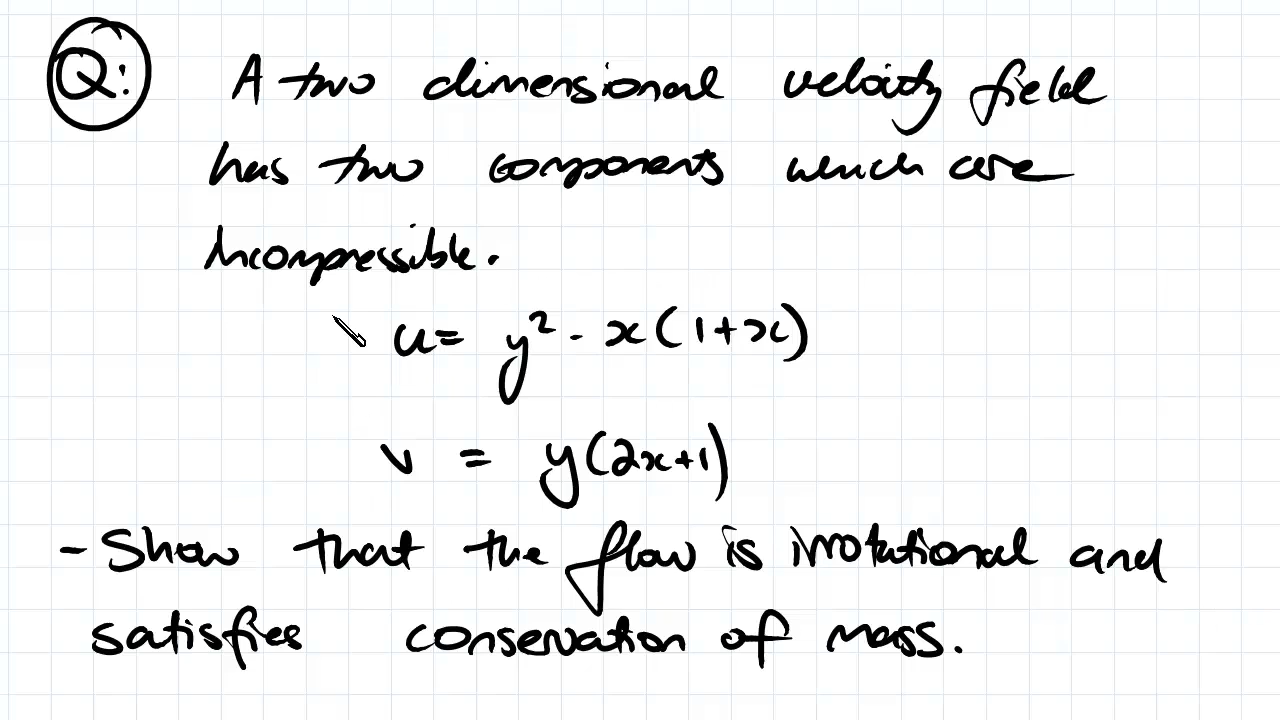 Q: A two dimensional velocity field
has two components which are
incompressible.
u= y² - x(1+x)
v = y(2x+1)
- Show that the flow is irrotational and
satisfies conservation of mass.